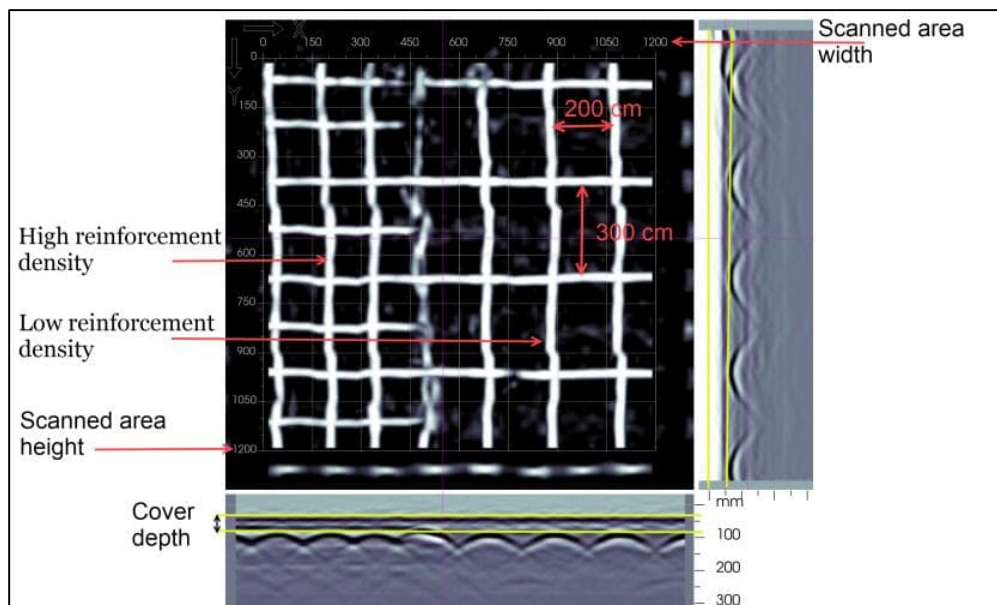 X
0 150 300 450 600 750 900 1050 1200
Scanned area
width
Y
0
150
300
450
600
750
900
1050
1200
200 cm
300 cm
High reinforcement
density
Low reinforcement
density
Scanned area
height
Cover
depth
mm
100
200
300